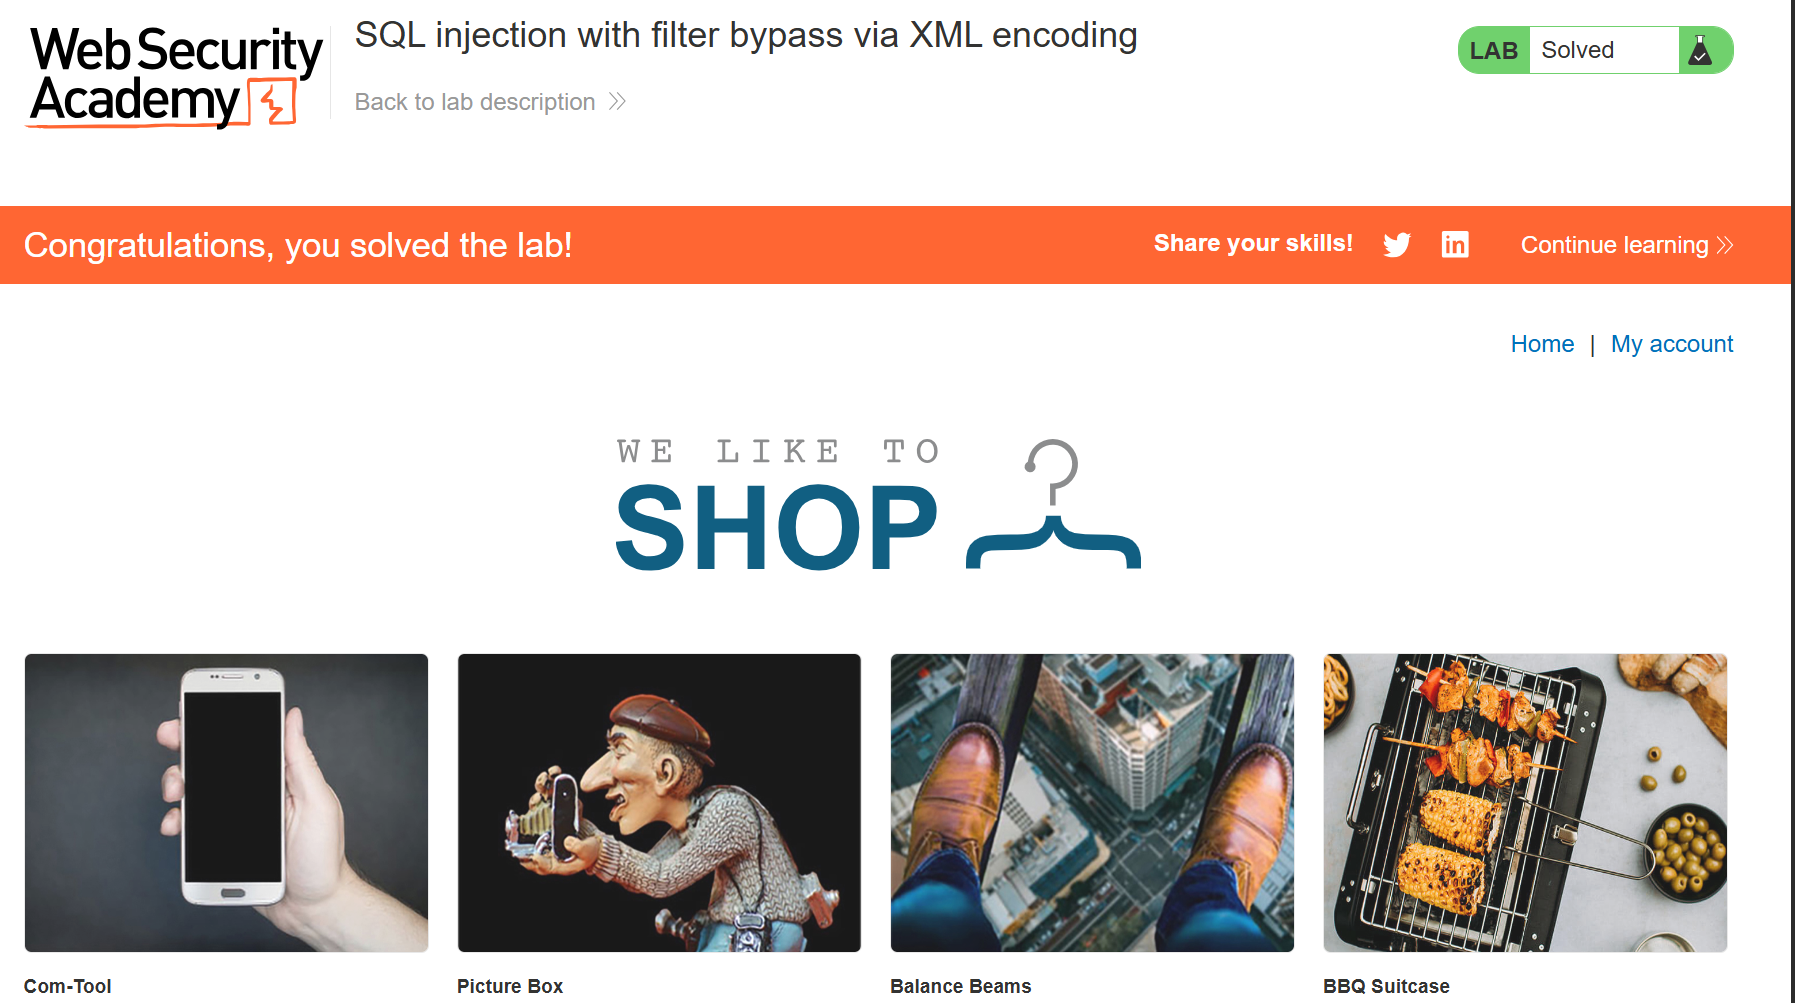 Web Security
Academy
SQL injection with filter bypass via XML encoding
Back to lab description
LAB Solved
Congratulations, you solved the lab!
Share your skills!
Continue learning
Home | My account
WE LIKE TO
SHOP
Com-Tool
Picture Box
Balance Beams
BBQ Suitcase